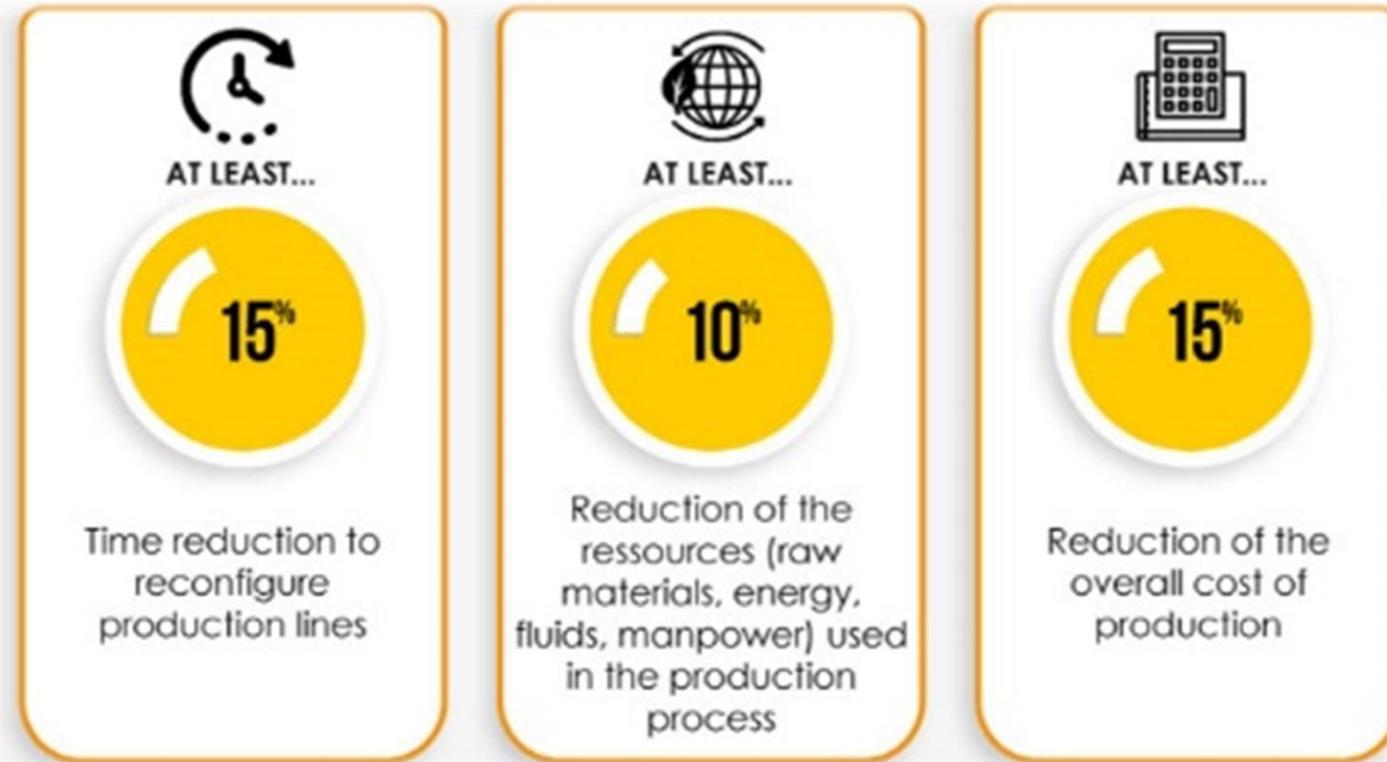 AT LEAST...
15%
Time reduction to
reconfigure
production lines
AT LEAST...
10%
Reduction of the
ressources (raw
materials, energy,
fluids, manpower) used
in the production
process
AT LEAST...
15%
Reduction of the
overall cost of
production